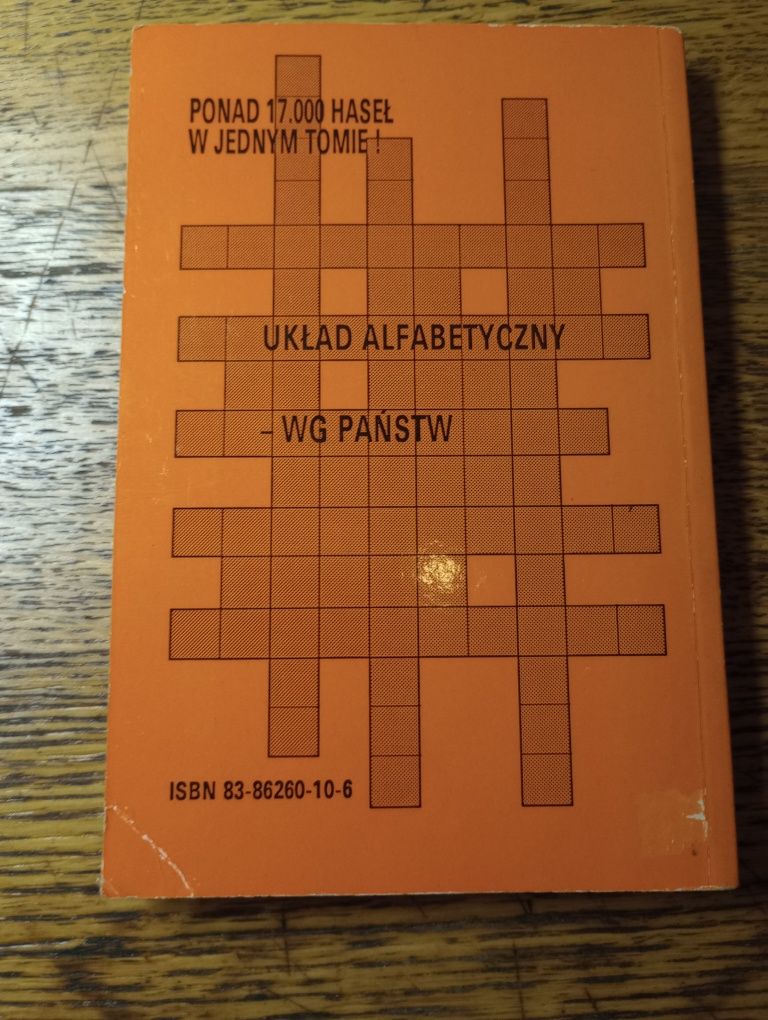 PONAD 17.000 HASEŁ
W JEDNYM TOMIE!
UKŁAD ALFABETYCZNY
– WG PAŃSTW
ISBN 83-86260-10-6